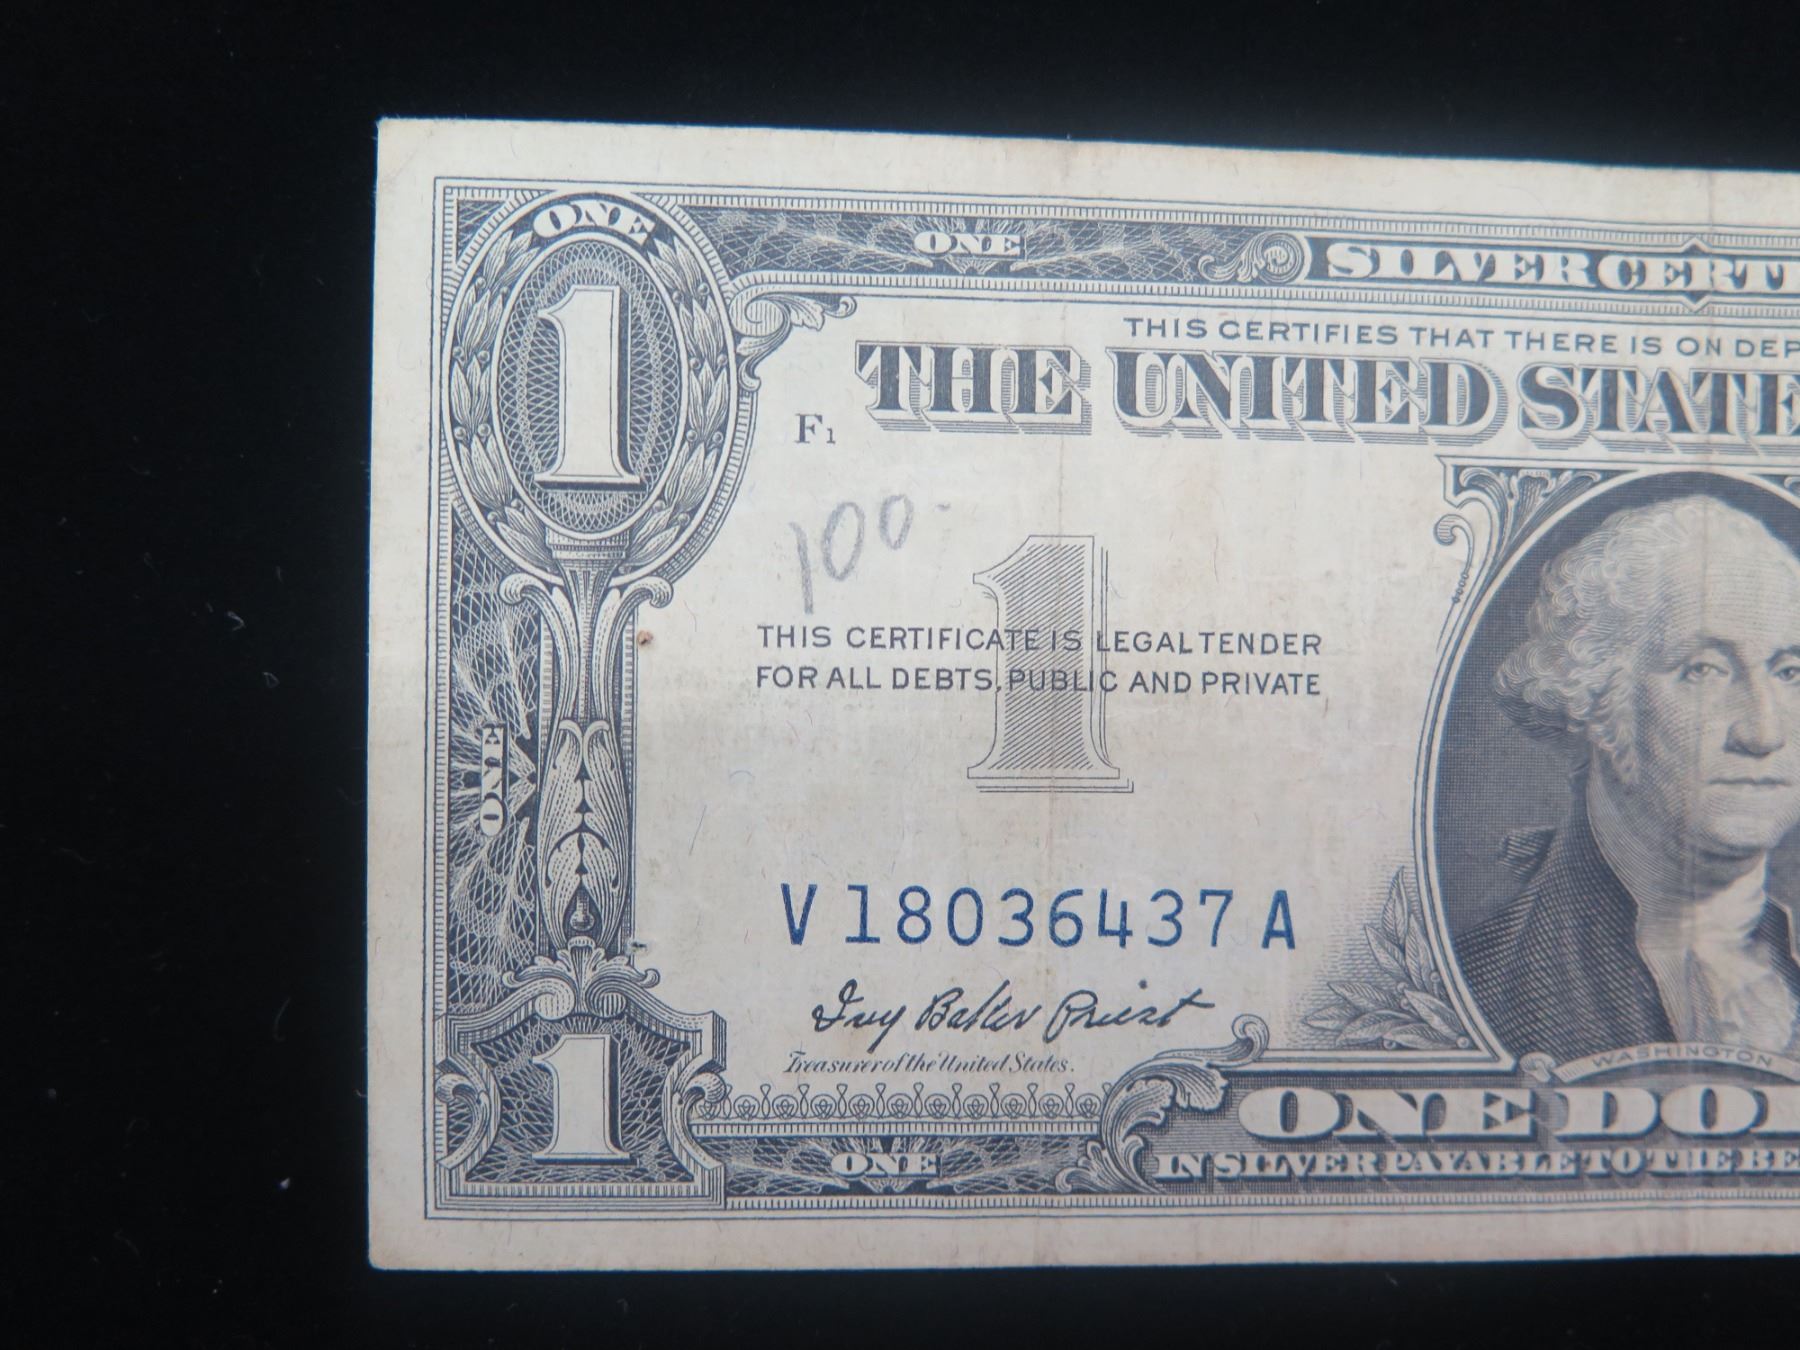 ONE
ONE
SILVER CERTI
THIS CERTIFIES THAT THERE IS ON DEP
1
THE UNITED STATE
F1
100
1
THIS CERTIFICATE IS LEGAL TENDER
FOR ALL DEBTS, PUBLIC AND PRIVATE
ONE
V 18036437 A
Ivy Baker Priest
Treasurer of the United States.
WASHINGTON
1
ONE DOL
ONE
IN SILVER PAYABLE TO THE BE